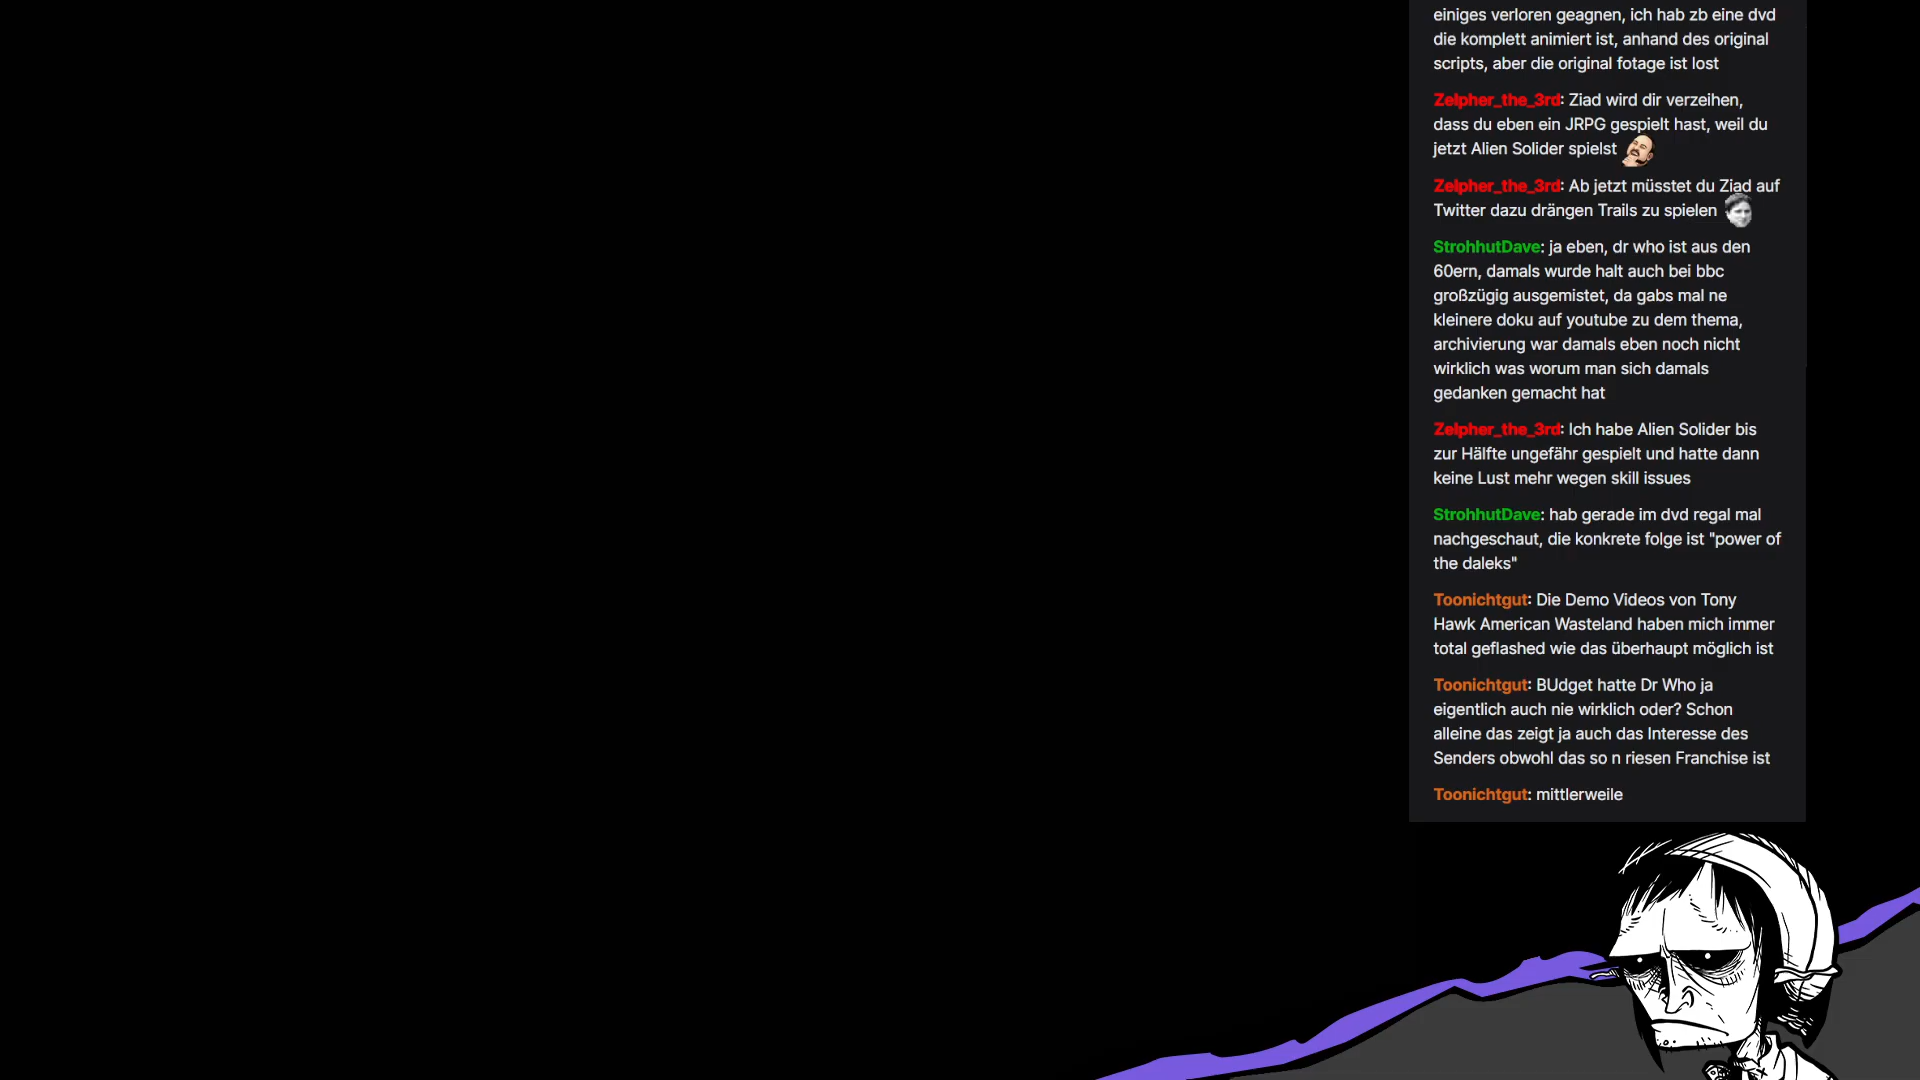 einiges verloren geagnen, ich hab zb eine dvd
die komplett animiert ist, anhand des original
scripts, aber die original fotage ist lost
Zelpher_the_3rd: Ziad wird dir verzeihen,
dass du eben ein JRPG gespielt hast, weil du
jetzt Alien Solider spielst
Zelpher_the_3rd: Ab jetzt müsstet du Ziad auf
Twitter dazu drängen Trails zu spielen
StrohhutDave: ja eben, dr who ist aus den
60ern, damals wurde halt auch bei bbc
großzügig ausgemistet, da gabs mal ne
kleinere doku auf youtube zu dem thema,
archivierung war damals eben noch nicht
wirklich was worum man sich damals
gedanken gemacht hat
Zelpher_the_3rd: Ich habe Alien Solider bis
zur Hälfte ungefähr gespielt und hatte dann
keine Lust mehr wegen skill issues
StrohhutDave: hab gerade im dvd regal mal
nachgeschaut, die konkrete folge ist "power of
the daleks"
Toonichtgut: Die Demo Videos von Tony
Hawk American Wasteland haben mich immer
total geflashed wie das überhaupt möglich ist
Toonichtgut: BUdget hatte Dr Who ja
eigentlich auch nie wirklich oder? Schon
alleine das zeigt ja auch das Interesse des
Senders obwohl das so n riesen Franchise ist
Toonichtgut: mittlerweile